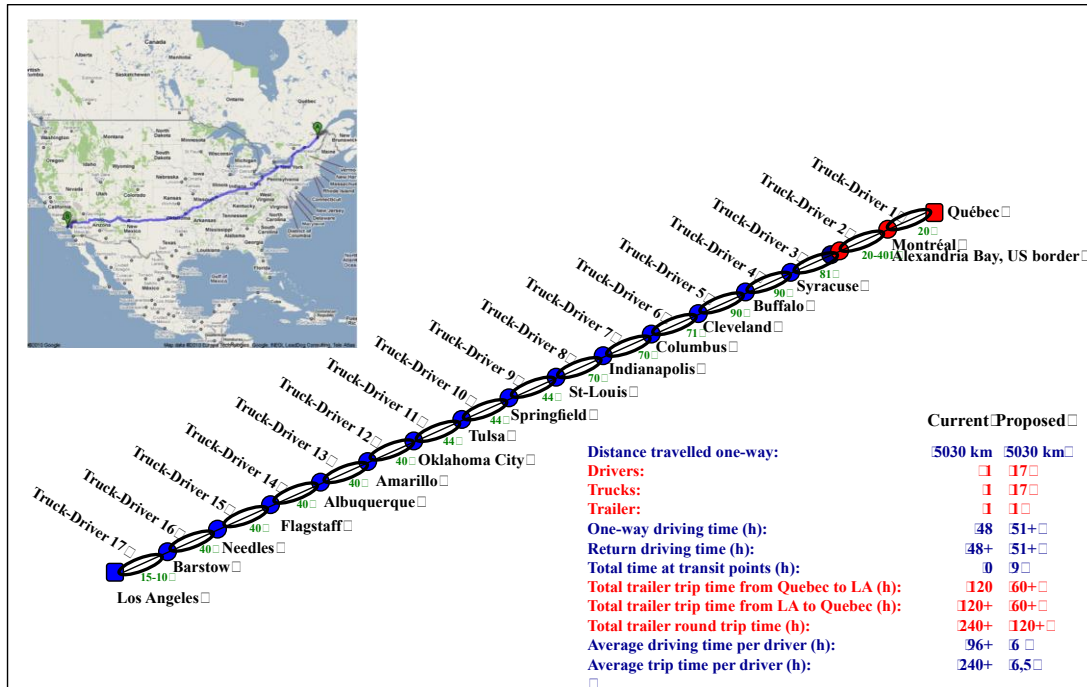 Truck-Driver 1
Truck-Driver 2
Truck-Driver 3
Truck-Driver 4
Truck-Driver 5
Truck-Driver 6
Truck-Driver 7
Truck-Driver 8
Truck-Driver 9
Truck-Driver 10
Truck-Driver 11
Truck-Driver 12
Truck-Driver 13
Truck-Driver 14
Truck-Driver 15
Truck-Driver 16
Truck-Driver 17
Québec
20
Montréal
20-401
Alexandria Bay, US border
81
Syracuse
90
Buffalo
90
Cleveland
71
Columbus
70
Indianapolis
70
St-Louis
44
Springfield
44
Tulsa
44
Oklahoma City
40
Amarillo
40
Albuquerque
40
Flagstaff
40
Needles
40
Barstow
15-10
Los Angeles
Current Proposed
Distance travelled one-way: 5030 km 5030 km
Drivers: 1 17
Trucks: 1 17
Trailer: 1 1
One-way driving time (h): 48 51+
Return driving time (h): 48+ 51+
Total time at transit points (h): 0 9
Total trailer trip time from Quebec to LA (h): 120 60+
Total trailer trip time from LA to Quebec (h): 120+ 60+
Total trailer round trip time (h): 240+ 120+
Average driving time per driver (h): 96+ 6
Average trip time per driver (h): 240+ 6,5